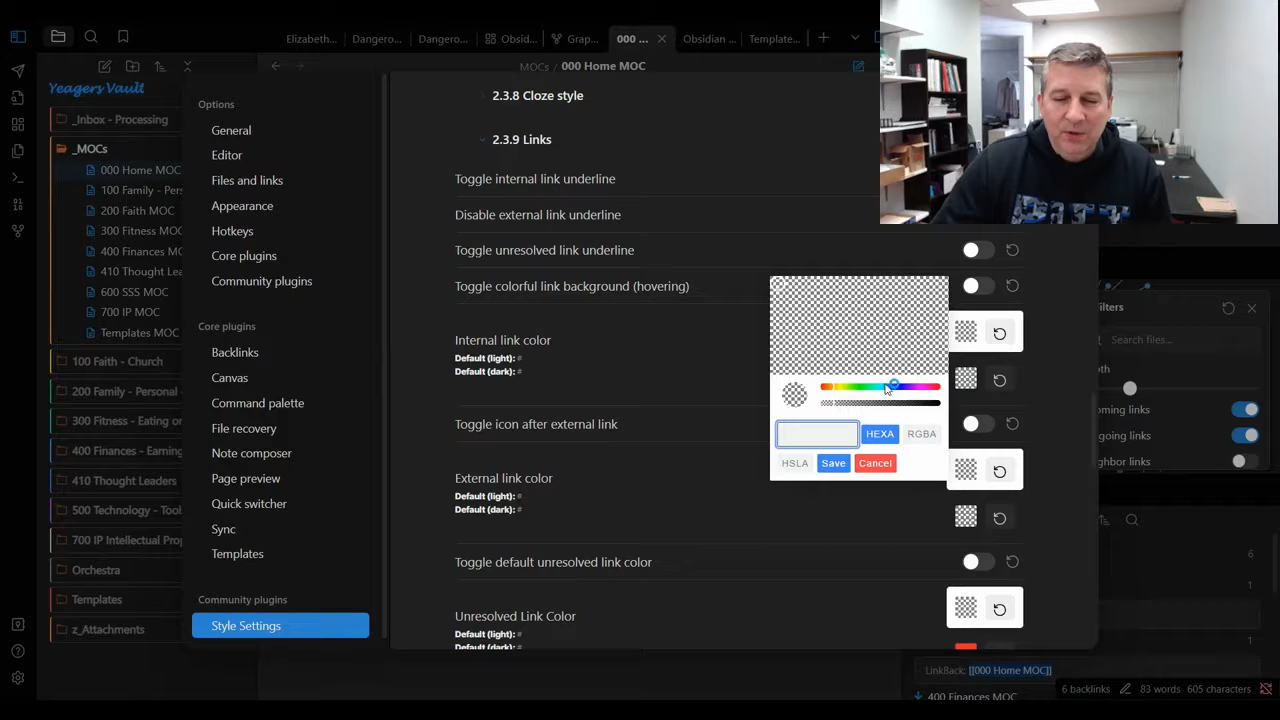 Elizabeth...
Dangero...
Dangero...
Obsid...
Grap...
000 ...
Obsidian ...
Template...
MOCs / 000 Home MOC
Yeagers Vault
_Inbox - Processing
_MOCs
000 Home MOC
100 Family - Pers
200 Faith MOC
300 Fitness MOC
400 Finances MC
410 Thought Lea
600 SSS MOC
700 IP MOC
Templates MOC
100 Faith - Church
200 Family - Personal
300 Fitness - Eating or
400 Finances - Earning
410 Thought Leaders
500 Technology - Tools
700 IP Intellectual Prop
Orchestra
Templates
z_Attachments
Options
General
Editor
Files and links
Appearance
Hotkeys
Core plugins
Community plugins
Core plugins
Backlinks
Canvas
Command palette
File recovery
Note composer
Page preview
Quick switcher
Sync
Templates
Community plugins
Style Settings
2.3.8 Cloze style
2.3.9 Links
Toggle internal link underline
Disable external link underline
Toggle unresolved link underline
Toggle colorful link background (hovering)
Internal link color
Default (light): #
Default (dark): #
Toggle icon after external link
External link color
Default (light): #
Default (dark): #
Toggle default unresolved link color
Unresolved Link Color
Default (light): #
Default (dark): #
HEXA
RGBA
HSLA
Save
Cancel
PITT
Filters
Search files...
oming links
going links
ghbor links
6
1
1
LinkBack: [[000 Home MOC]]
6 backlinks
83 words
605 characters
400 Finances MOC